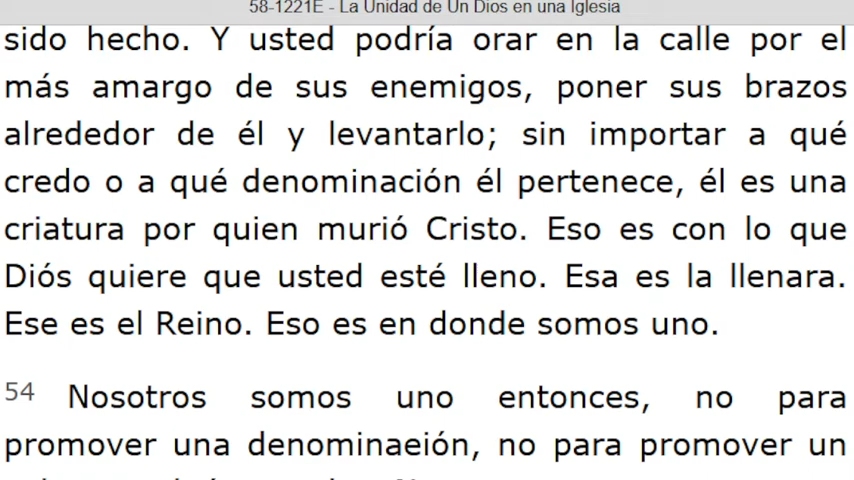 58-1221E - La Unidad de Un Dios en una Iglesia
sido hecho. Y usted podría orar en la calle por el
más amargo de sus enemigos, poner sus brazos
alrededor de él y levantarlo; sin importar a qué
credo o a qué denominación él pertenece, él es una
criatura por quien murió Cristo. Eso es con lo que
Diós quiere que usted esté lleno. Esa es la llenara.
Ese es el Reino. Eso es en donde somos uno.
54 Nosotros somos uno entonces, no para
promover una denominaeión, no para promover un